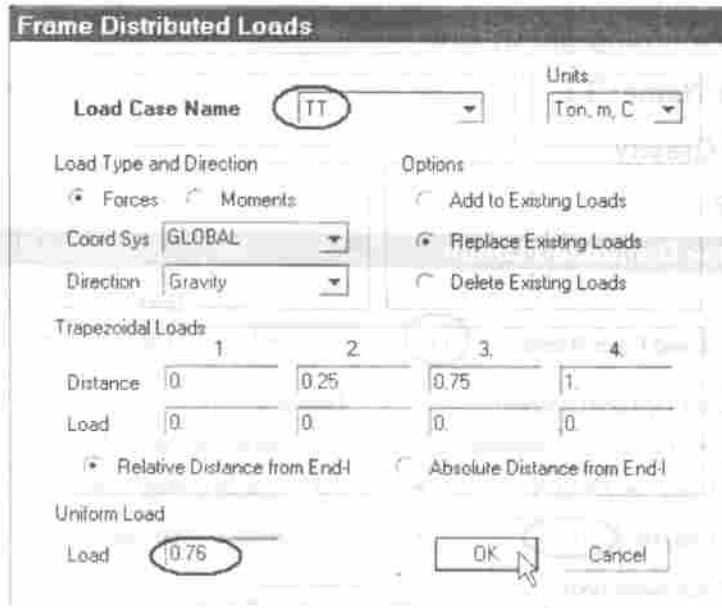 Frame Distributed Loads
Units
Load Case Name TT Ton, m, C
Load Type and Direction
Forces Moments
Coord Sys GLOBAL
Direction Gravity
Options
Add to Existing Loads
Replace Existing Loads
Delete Existing Loads
Trapezoidal Loads
1. 2. 3. 4.
Distance 0. 0.25 0.75 1.
Load 0. 0. 0. 0.
Relative Distance from End-I Absolute Distance from End-I
Uniform Load
Load 0.76 OK Cancel